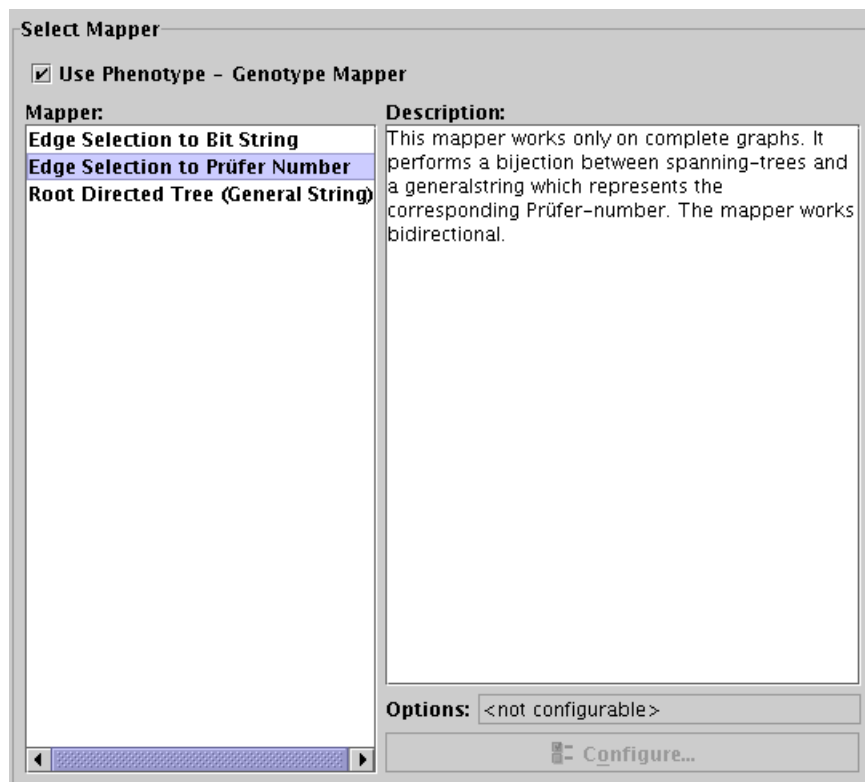 Select Mapper
Use Phenotype – Genotype Mapper
Mapper:
Edge Selection to Bit String
Edge Selection to Prüfer Number
Root Directed Tree (General String)
Description:
This mapper works only on complete graphs. It
performs a bijection between spanning–trees and
a generalstring which represents the
corresponding Prüfer–number. The mapper works
bidirectional.
Options: <not configurable>
Configure...